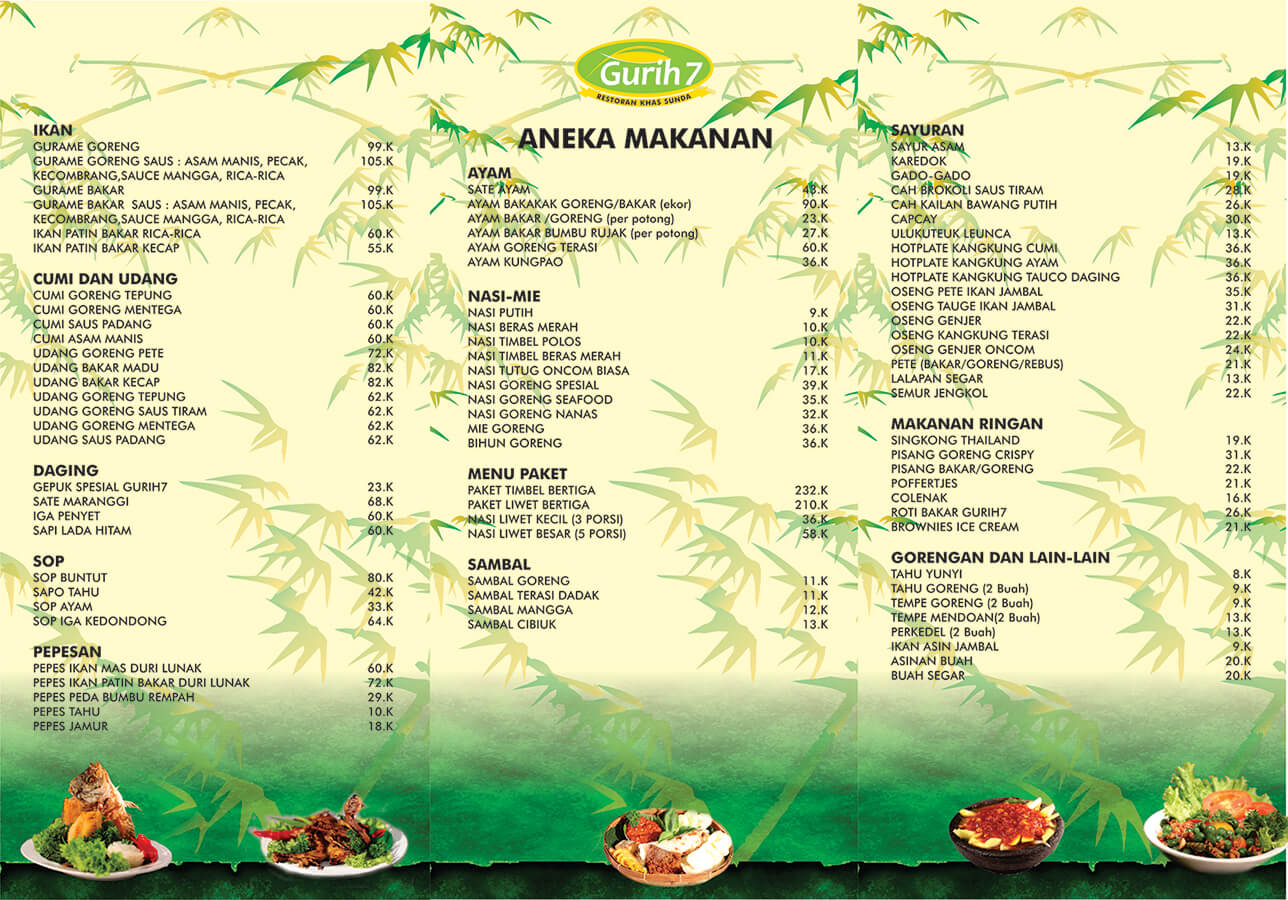 IKAN
GURAME GORENG 99.K
GURAME GORENG SAUS : ASAM MANIS, PECAK, 105.K
KECOMBRANG,SAUCE MANGGA, RICA-RICA
GURAME BAKAR 99.K
GURAME BAKAR SAUS : ASAM MANIS, PECAK, 105.K
KECOMBRANG,SAUCE MANGGA, RICA-RICA
IKAN PATIN BAKAR RICA-RICA 60.K
IKAN PATIN BAKAR KECAP 55.K
CUMI DAN UDANG
CUMI GORENG TEPUNG 60.K
CUMI GORENG MENTEGA 60.K
CUMI SAUS PADANG 60.K
CUMI ASAM MANIS 60.K
UDANG GORENG PETE 72.K
UDANG BAKAR MADU 82.K
UDANG BAKAR KECAP 82.K
UDANG GORENG TEPUNG 62.K
UDANG GORENG SAUS TIRAM 62.K
UDANG GORENG MENTEGA 62.K
UDANG SAUS PADANG 62.K
DAGING
GEPUK SPESIAL GURIH7 23.K
SATE MARANGGI 68.K
IGA PENYET 60.K
SAPI LADA HITAM 60.K
SOP
SOP BUNTUT 80.K
SAPO TAHU 42.K
SOP AYAM 33.K
SOP IGA KEDONDONG 64.K
PEPESAN
PEPES IKAN MAS DURI LUNAK 60.K
PEPES IKAN PATIN BAKAR DURI LUNAK 72.K
PEPES PEDA BUMBU REMPAH 29.K
PEPES TAHU 10.K
PEPES JAMUR 18.K
Gurih 7
RESTORAN KHAS SUNDA
ANEKA MAKANAN
AYAM
SATE AYAM 43.K
AYAM BAKAKAK GORENG/BAKAR (ekor) 90.K
AYAM BAKAR /GORENG (per potong) 23.K
AYAM BAKAR BUMBU RUJAK (per potong) 27.K
AYAM GORENG TERASI 60.K
AYAM KUNGPAO 36.K
NASI-MIE
NASI PUTIH 9.K
NASI BERAS MERAH 10.K
NASI TIMBEL POLOS 10.K
NASI TIMBEL BERAS MERAH 11.K
NASI TUTUG ONCOM BIASA 17.K
NASI GORENG SPESIAL 39.K
NASI GORENG SEAFOOD 35.K
NASI GORENG NANAS 32.K
MIE GORENG 36.K
BIHUN GORENG 36.K
MENU PAKET
PAKET TIMBEL BERTIGA 232.K
PAKET LIWET BERTIGA 210.K
NASI LIWET KECIL (3 PORSI) 36.K
NASI LIWET BESAR (5 PORSI) 58.K
SAMBAL
SAMBAL GORENG 11.K
SAMBAL TERASI DADAK 11.K
SAMBAL MANGGA 12.K
SAMBAL CIBIUK 13.K
SAYURAN
SAYUR ASAM 13.K
KAREDOK 19.K
GADO-GADO 19.K
CAH BROKOLI SAUS TIRAM 28.K
CAH KAILAN BAWANG PUTIH 26.K
CAPCAY 30.K
ULUKUTEUK LEUNCA 13.K
HOTPLATE KANGKUNG CUMI 36.K
HOTPLATE KANGKUNG AYAM 36.K
HOTPLATE KANGKUNG TAUCO DAGING 36.K
OSENG PETE IKAN JAMBAL 35.K
OSENG TAUGE IKAN JAMBAL 31.K
OSENG GENJER 22.K
OSENG KANGKUNG TERASI 22.K
OSENG GENJER ONCOM 24.K
PETE (BAKAR/GORENG/REBUS) 21.K
LALAPAN SEGAR 13.K
SEMUR JENGKOL 22.K
MAKANAN RINGAN
SINGKONG THAILAND 19.K
PISANG GORENG CRISPY 31.K
PISANG BAKAR/GORENG 22.K
POFFERTJES 21.K
COLENAK 16.K
ROTI BAKAR GURIH7 26.K
BROWNIES ICE CREAM 21.K
GORENGAN DAN LAIN-LAIN
TAHU YUNYI 8.K
TAHU GORENG (2 Buah) 9.K
TEMPE GORENG (2 Buah) 9.K
TEMPE MENDOAN(2 Buah) 13.K
PERKEDEL (2 Buah) 13.K
IKAN ASIN JAMBAL 9.K
ASINAN BUAH 20.K
BUAH SEGAR 20.K